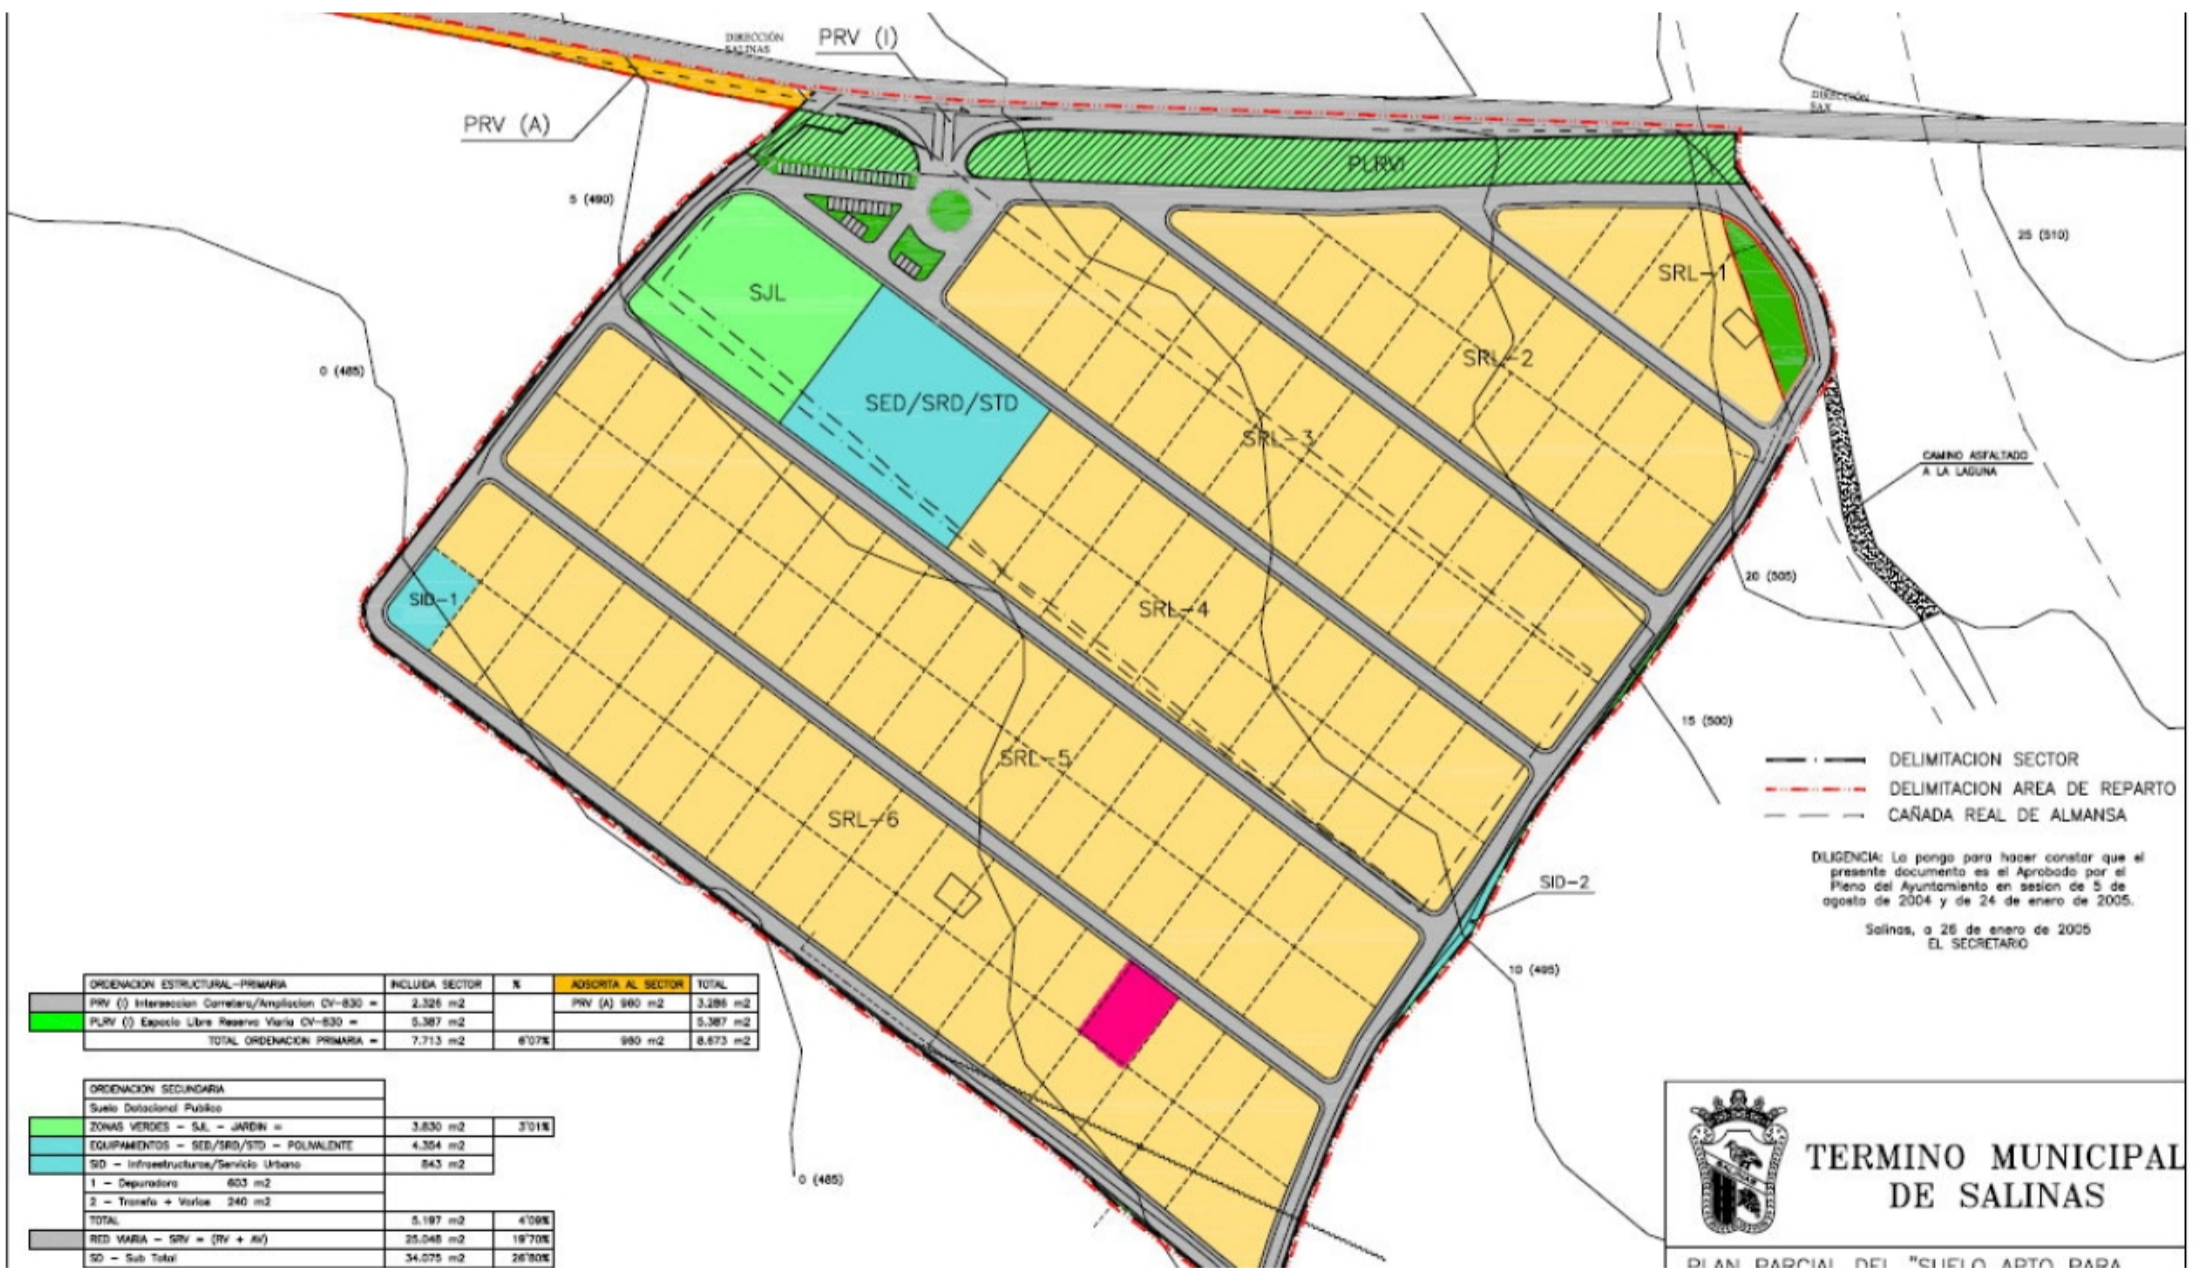 DIRECCIÓN
SALINAS
PRV (I)
PRV (A)
DIRECCIÓN
SAX
PLRVI
5 (490)
25 (510)
SJL
SRL-1
0 (485)
SRL-2
SED/SRD/STD
SRL-3
CAMINO ASFALTADO
A LA LAGUNA
20 (505)
SID-1
SRL-4
15 (500)
SRL-5
DELIMITACION SECTOR
DELIMITACION AREA DE REPARTO
CAÑADA REAL DE ALMANSA
SRL-6
DILIGENCIA: La pongo para hacer constar que el
presente documento es el Aprobado por el
Pleno del Ayuntamiento en sesion de 5 de
agosto de 2004 y de 24 de enero de 2005.
Salinas, a 26 de enero de 2005
EL SECRETARIO
SID-2
10 (495)
ORDENACION ESTRUCTURAL-PRIMARIA INCLUIDA SECTOR % ADSCRITA AL SECTOR TOTAL
PRV (I) Interseccion Carretera/Ampliacion CV-830 = 2.326 m2 PRV (A) 960 m2 3.286 m2
PLRV (I) Espacio Libre Reserva Viaria CV-830 = 5.387 m2 5.387 m2
TOTAL ORDENACION PRIMARIA = 7.713 m2 6'07% 960 m2 8.673 m2
ORDENACION SECUNDARIA
Suelo Dotacional Publico
ZONAS VERDES - SJL - JARDIN = 3.830 m2 3'01%
EQUIPAMIENTOS - SED/SRD/STD - POLIVALENTE 4.354 m2
SID - Infraestructuras/Servicio Urbano 843 m2
1 - Depuradora 603 m2
2 - Transfo + Varios 240 m2
TOTAL 5.197 m2 4'09%
RED VIARIA - SRV = (RV + AV) 25.048 m2 19'70%
SD - Sub Total 34.075 m2 26'80%
0 (485)
TERMINO MUNICIPAL
DE SALINAS
PLAN PARCIAL DEL "SUELO APTO PARA